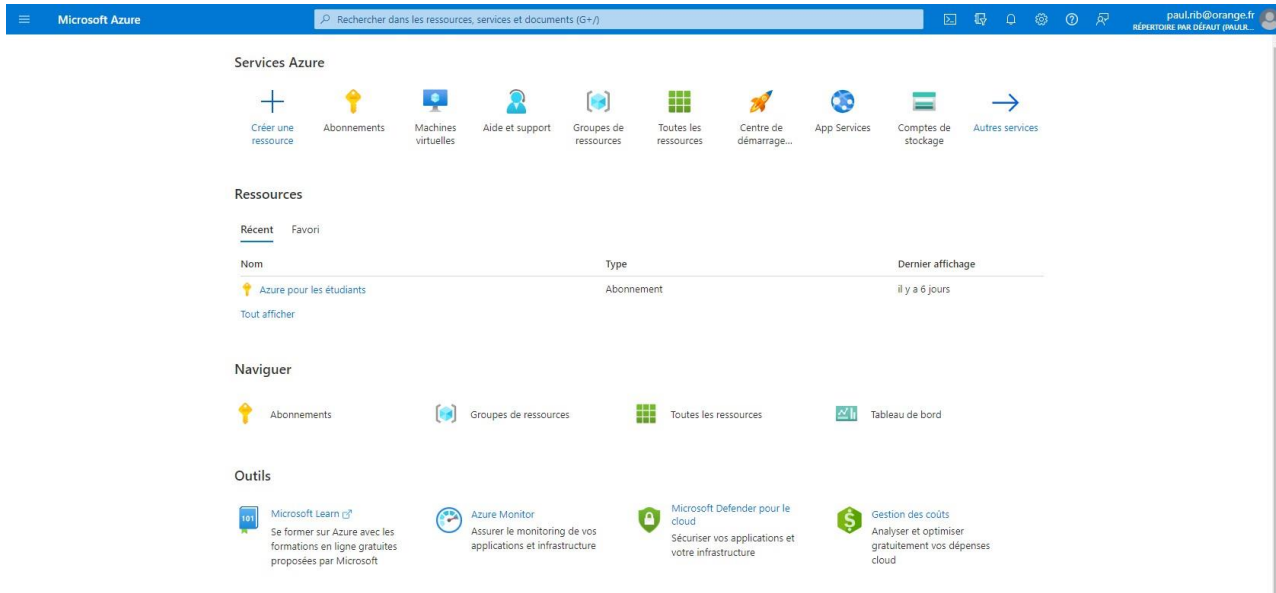 Microsoft Azure
Rechercher dans les ressources, services et documents (G+/)
paul.rib@orange.fr
RÉPERTOIRE PAR DÉFAUT (PAULR...
Services Azure
Créer une
ressource
Abonnements
Machines
virtuelles
Aide et support
Groupes de
ressources
Toutes les
ressources
Centre de
démarrage...
App Services
Comptes de
stockage
Autres services
Ressources
Récent
Favori
Nom
Type
Dernier affichage
Azure pour les étudiants
Abonnement
il y a 6 jours
Tout afficher
Naviguer
Abonnements
Groupes de ressources
Toutes les ressources
Tableau de bord
Outils
101
Microsoft Learn
Se former sur Azure avec les
formations en ligne gratuites
proposées par Microsoft
Azure Monitor
Assurer le monitoring de vos
applications et infrastructure
Microsoft Defender pour le
cloud
Sécuriser vos applications et
votre infrastructure
$
Gestion des coûts
Analyser et optimiser
gratuitement vos dépenses
cloud